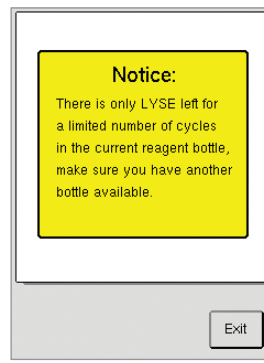 Notice:
There is only LYSE left for
a limited number of cycles
in the current reagent bottle,
make sure you have another
bottle available.
Exit